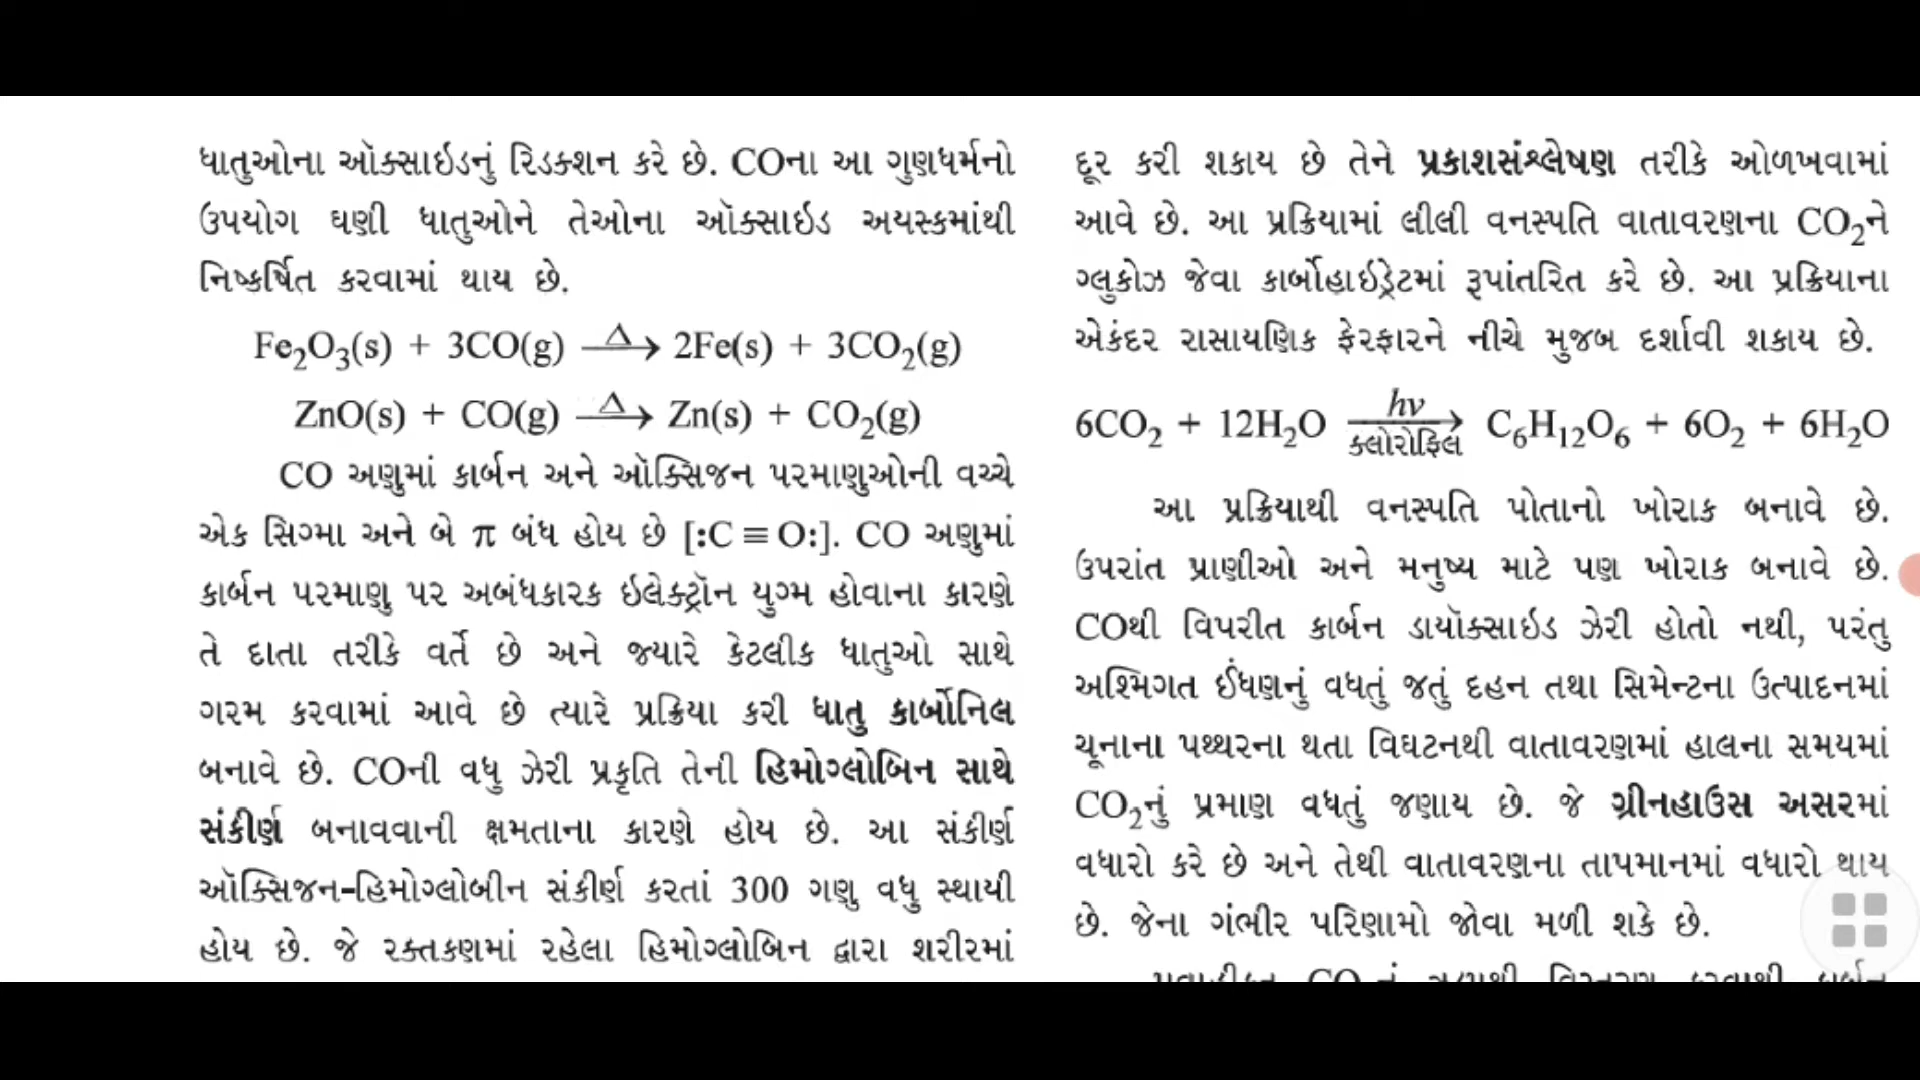 ધાતુઓના ઑક્સાઇડનું રિડક્શન કરે છે. COના આ ગુણધર્મનો
ઉપયોગ ઘણી ધાતુઓને તેઓના ઑક્સાઇડ અયસ્કમાંથી
નિષ્કર્ષિત કરવામાં થાય છે.
Fe₂O₃(s) + 3CO(g) —Δ→ 2Fe(s) + 3CO₂(g)
ZnO(s) + CO(g) —Δ→ Zn(s) + CO₂(g)
CO અણુમાં કાર્બન અને ઑક્સિજન પરમાણુઓની વચ્ચે
એક સિગ્મા અને બે π બંધ હોય છે [:C ≡ O:]. CO અણુમાં
કાર્બન પરમાણુ પર અબંધકારક ઇલેક્ટ્રૉન યુગ્મ હોવાના કારણે
તે દાતા તરીકે વર્તે છે અને જ્યારે કેટલીક ધાતુઓ સાથે
ગરમ કરવામાં આવે છે ત્યારે પ્રક્રિયા કરી ધાતુ કાર્બોનિલ
બનાવે છે. COની વધુ ઝેરી પ્રકૃતિ તેની હિમોગ્લોબિન સાથે
સંકીર્ણ બનાવવાની ક્ષમતાના કારણે હોય છે. આ સંકીર્ણ
ઑક્સિજન-હિમોગ્લોબીન સંકીર્ણ કરતાં 300 ગણુ વધુ સ્થાયી
હોય છે. જે રક્તકણમાં રહેલા હિમોગ્લોબિન દ્વારા શરીરમાં
દૂર કરી શકાય છે તેને પ્રકાશસંશ્લેષણ તરીકે ઓળખવામાં
આવે છે. આ પ્રક્રિયામાં લીલી વનસ્પતિ વાતાવરણના CO₂ને
ગ્લુકોઝ જેવા કાર્બોહાઇડ્રેટમાં રૂપાંતરિત કરે છે. આ પ્રક્રિયાના
એકંદર રાસાયણિક ફેરફારને નીચે મુજબ દર્શાવી શકાય છે.
6CO₂ + 12H₂O —hν/ક્લોરોફિલ→ C₆H₁₂O₆ + 6O₂ + 6H₂O
આ પ્રક્રિયાથી વનસ્પતિ પોતાનો ખોરાક બનાવે છે.
ઉપરાંત પ્રાણીઓ અને મનુષ્ય માટે પણ ખોરાક બનાવે છે.
COથી વિપરીત કાર્બન ડાયૉક્સાઇડ ઝેરી હોતો નથી, પરંતુ
અશ્મિગત ઈંધણનું વધતું જતું દહન તથા સિમેન્ટના ઉત્પાદનમાં
ચૂનાના પથ્થરના થતા વિઘટનથી વાતાવરણમાં હાલના સમયમાં
CO₂નું પ્રમાણ વધતું જણાય છે. જે ગ્રીનહાઉસ અસરમાં
વધારો કરે છે અને તેથી વાતાવરણના તાપમાનમાં વધારો થાય
છે. જેના ગંભીર પરિણામો જોવા મળી શકે છે.